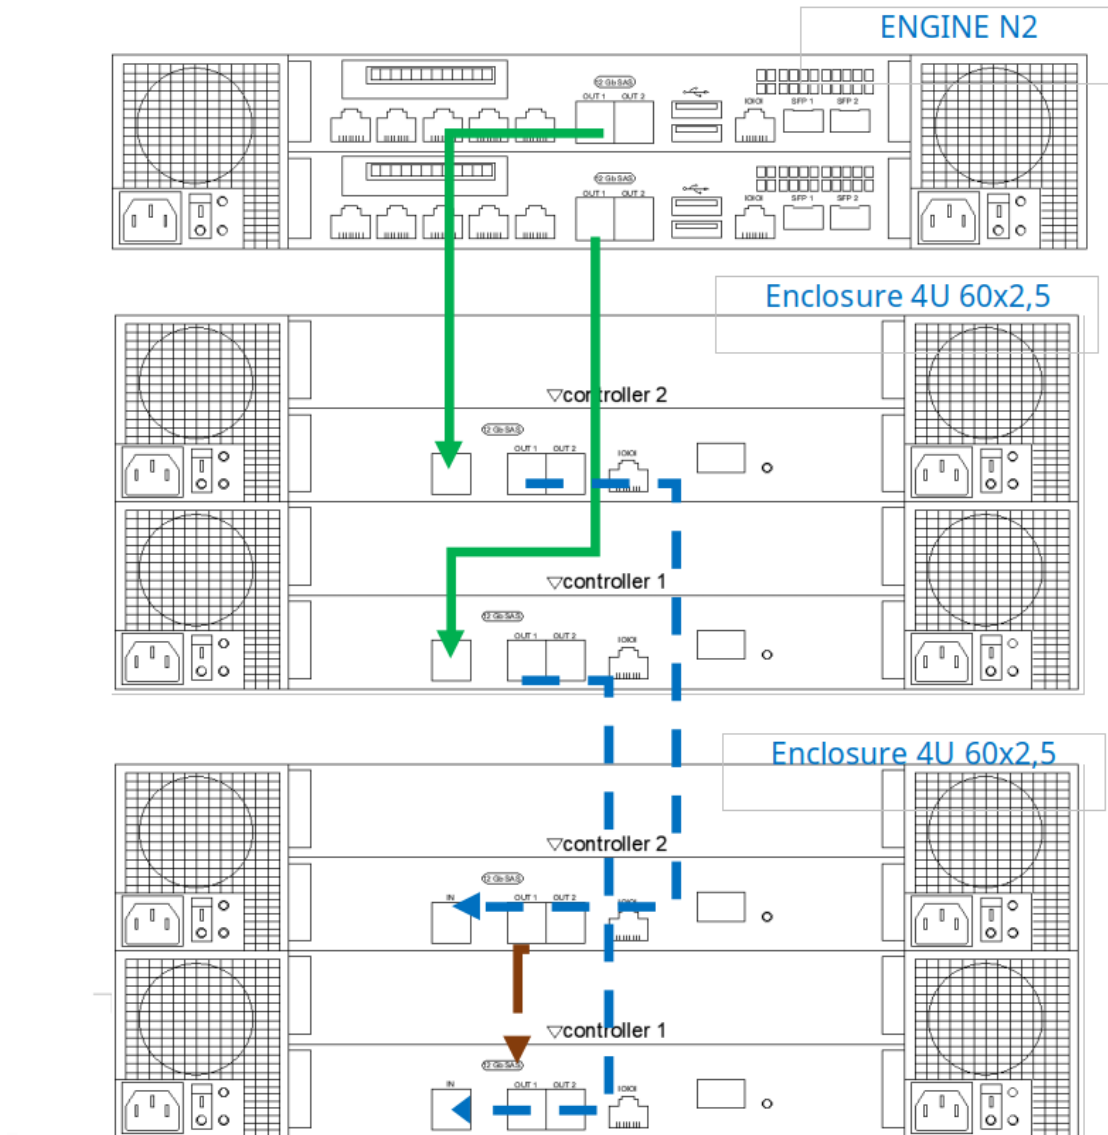 ENGINE N2
12 Gb SAS
OUT 1 OUT 2
IOIOI SFP 1 SFP 2
12 Gb SAS
OUT 1 OUT 2
IOIOI SFP 1 SFP 2
Enclosure 4U 60x2,5
controller 2
12 Gb SAS
OUT 1 OUT 2 IOIOI
controller 1
12 Gb SAS
OUT 1 OUT 2 IOIOI
Enclosure 4U 60x2,5
controller 2
12 Gb SAS
IN OUT 1 OUT 2 IOIOI
controller 1
12 Gb SAS
IN OUT 1 OUT 2 IOIOI